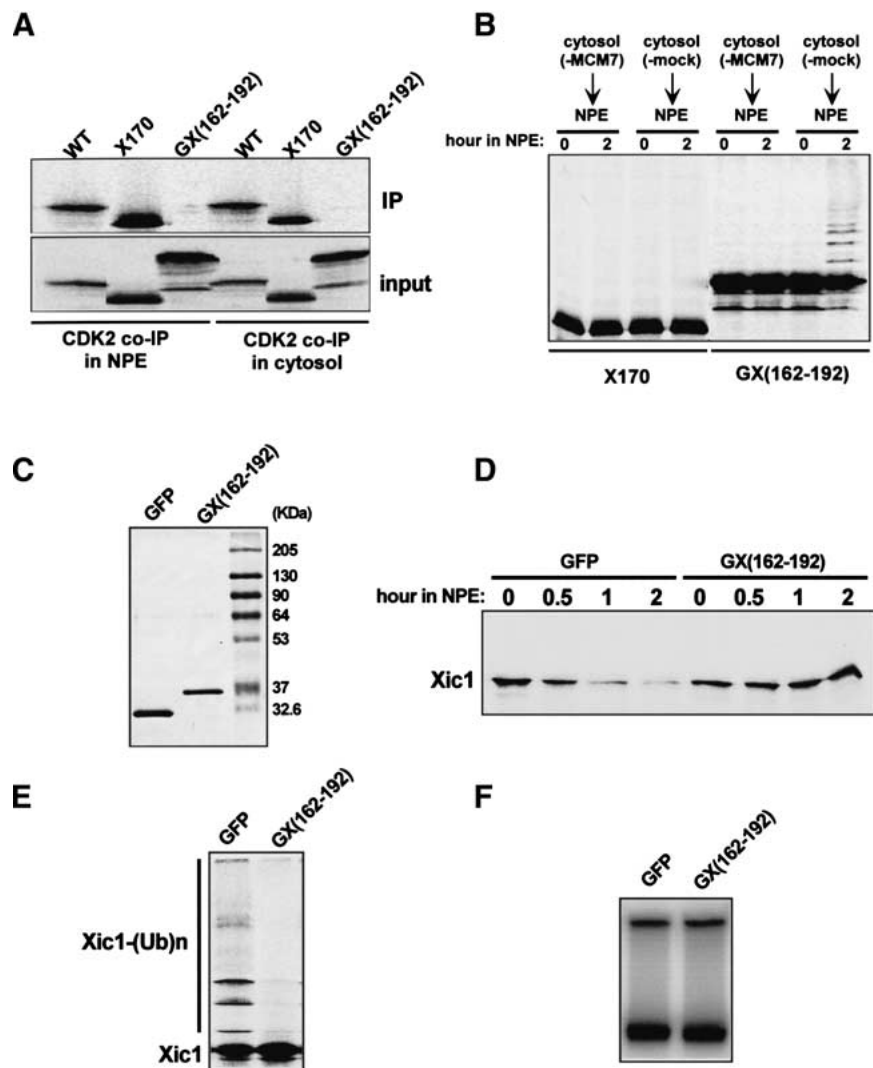 A
WT X170 GX(162-192) WT X170 GX(162-192)
IP
input
CDK2 co-IP in NPE
CDK2 co-IP in cytosol
B
cytosol (-MCM7) cytosol (-mock) cytosol (-MCM7) cytosol (-mock)
NPE NPE NPE NPE
hour in NPE: 0 2 0 2 0 2 0 2
X170 GX(162-192)
C
GFP GX(162-192)
(KDa)
205
130
90
64
53
37
32.6
D
GFP GX(162-192)
hour in NPE: 0 0.5 1 2 0 0.5 1 2
Xic1
E
GFP GX(162-192)
Xic1-(Ub)n
Xic1
F
GFP GX(162-192)